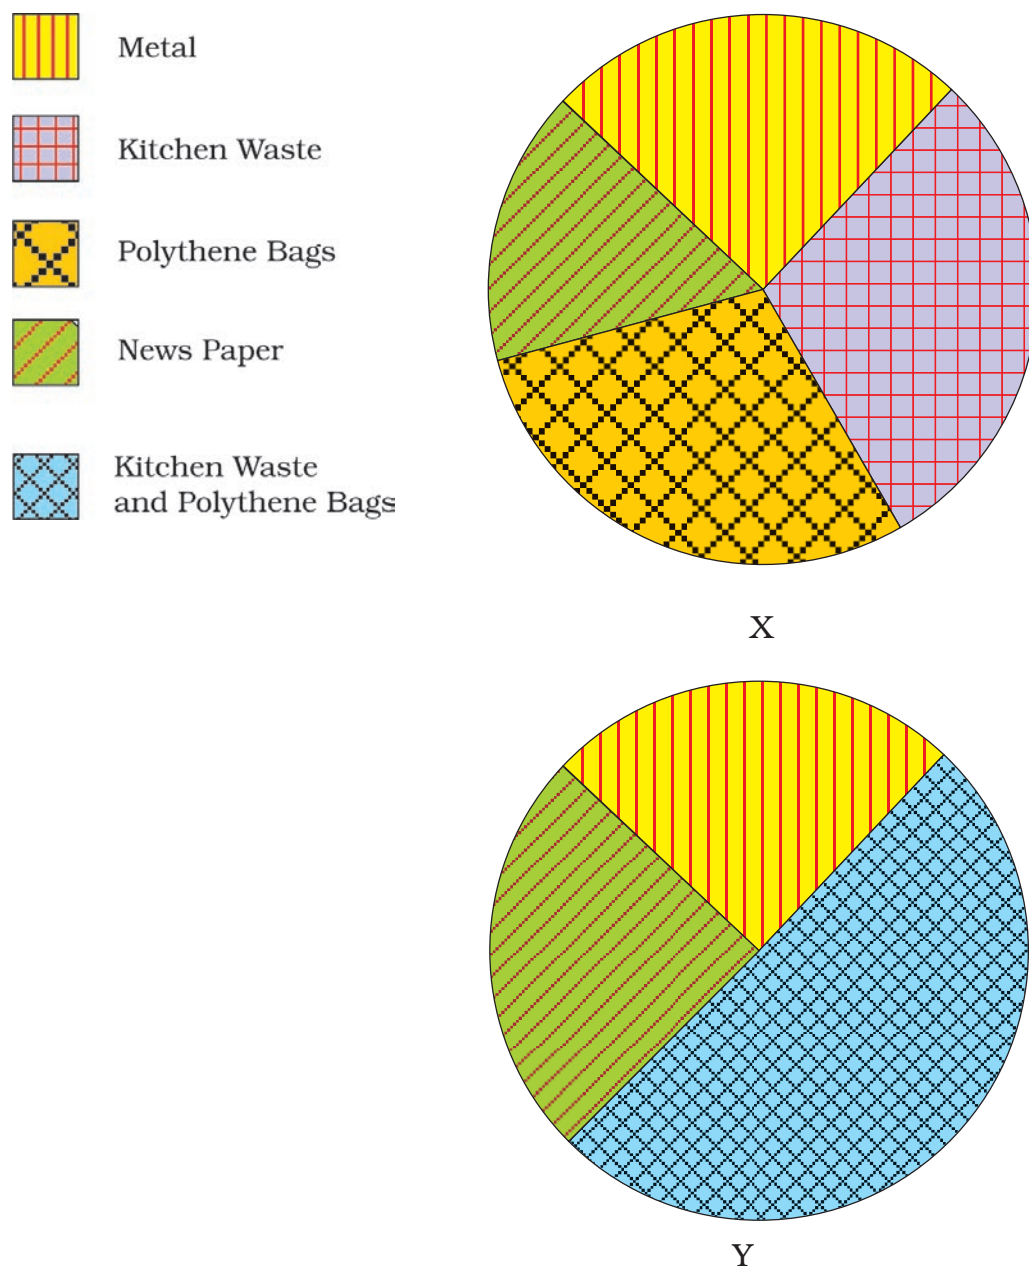 Metal
Kitchen Waste
Polythene Bags
News Paper
Kitchen Waste
and Polythene Bags
X
Y